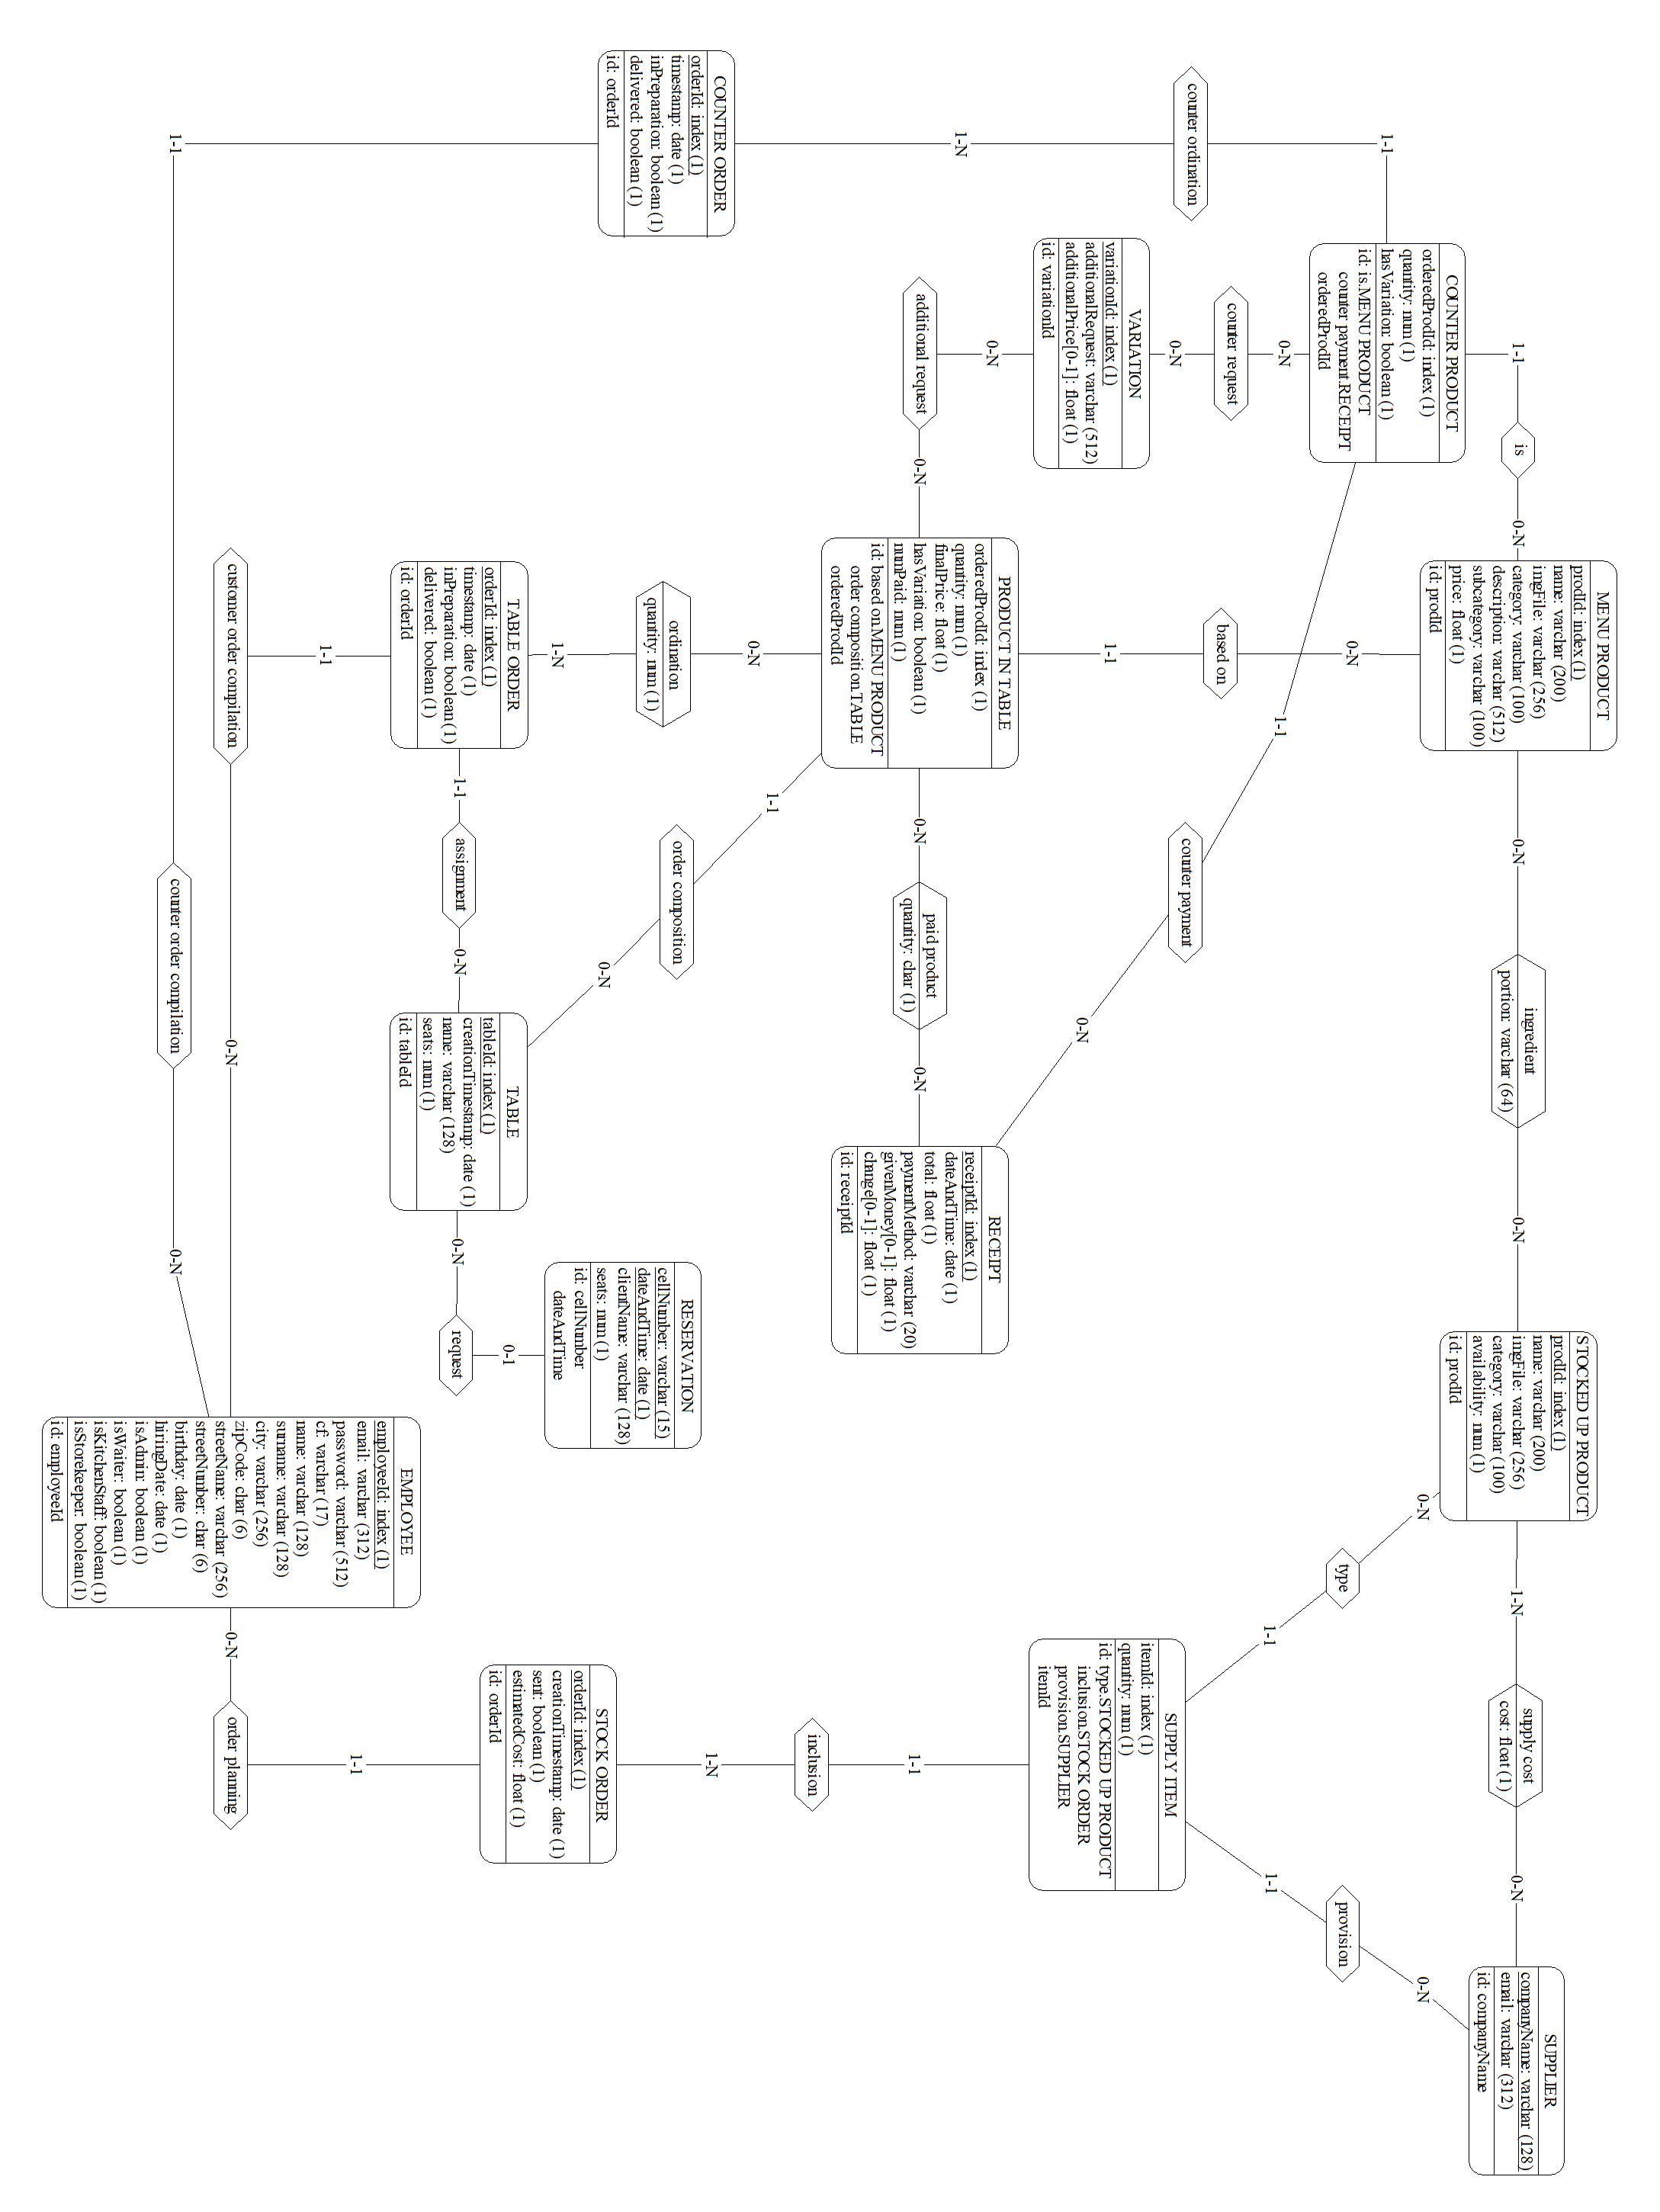 COUNTER ORDER
orderId: index (1)
timestamp: date (1)
inPreparation: boolean (1)
delivered: boolean (1)
id: orderId
1-1
1-N
counter ordination
1-1
COUNTER PRODUCT
orderedProdId: index (1)
quantity: num (1)
hasVariation: boolean (1)
id: is.MENU PRODUCT
counter payment.RECEIPT
orderedProdId
1-1
is
0-N
0-N
counter request
0-N
VARIATION
variationId: index (1)
additionalRequest: varchar (512)
additionalPrice[0-1]: float (1)
id: variationId
0-N
additional request
0-N
MENU PRODUCT
prodId: index (1)
name: varchar (200)
imgFile: varchar (256)
category: varchar (100)
description: varchar (512)
subcategory: varchar (100)
price: float (1)
id: prodId
0-N
based on
1-1
PRODUCT IN TABLE
orderedProdId: index (1)
quantity: num (1)
finalPrice: float (1)
hasVariation: boolean (1)
numPaid: num (1)
id: based on.MENU PRODUCT
order composition.TABLE
orderedProdId
0-N
ordination
quantity: num (1)
1-N
TABLE ORDER
orderId: index (1)
timestamp: date (1)
inPreparation: boolean (1)
delivered: boolean (1)
id: orderId
1-1
customer order compilation
0-N
1-1
counter payment
0-N
0-N
ingredient
portion: varchar (64)
0-N
0-N
paid product
quantity: char (1)
0-N
1-1
order composition
0-N
1-1
assignment
0-N
counter order compilation
0-N
TABLE
tableId: index (1)
creationTimestamp: date (1)
name: varchar (128)
seats: num (1)
id: tableId
0-N
request
0-1
RECEIPT
receiptId: index (1)
dateAndTime: date (1)
total: float (1)
paymentMethod: varchar (20)
givenMoney[0-1]: float (1)
change[0-1]: float (1)
id: receiptId
RESERVATION
cellNumber: varchar (15)
dateAndTime: date (1)
clientName: varchar (128)
seats: num (1)
id: cellNumber
dateAndTime
STOCKED UP PRODUCT
prodId: index (1)
name: varchar (200)
imgFile: varchar (256)
category: varchar (100)
availability: num (1)
id: prodId
0-N
type
1-1
1-N
supply cost
cost: float (1)
0-N
EMPLOYEE
employeeId: index (1)
email: varchar (312)
password: varchar (512)
cf: varchar (17)
name: varchar (128)
surname: varchar (128)
city: varchar (256)
zipCode: char (6)
streetName: varchar (256)
streetNumber: char (6)
birthday: date (1)
hiringDate: date (1)
isAdmin: boolean (1)
isWaiter: boolean (1)
isKitchenStaff: boolean (1)
isStorekeeper: boolean (1)
id: employeeId
0-N
order planning
1-1
STOCK ORDER
orderId: index (1)
creationTimestamp: date (1)
sent: boolean (1)
estimatedCost: float (1)
id: orderId
1-N
inclusion
1-1
SUPPLY ITEM
itemId: index (1)
quantity: num (1)
id: type.STOCKED UP PRODUCT
inclusion.STOCK ORDER
provision.SUPPLIER
itemId
1-1
provision
0-N
SUPPLIER
companyName: varchar (128)
email: varchar (312)
id: companyName